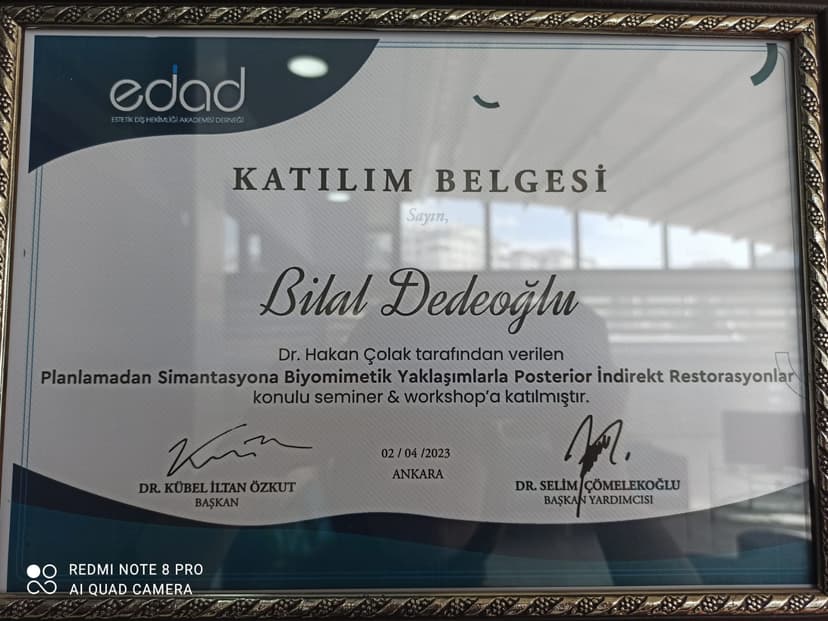 edad
ESTETİK DİŞ HEKİMLİĞİ AKADEMİSİ DERNEĞİ
KATILIM BELGESİ
Sayın,
Bilal Dedeoğlu
Dr. Hakan Çolak tarafından verilen
Planlamadan Simantasyona Biyomimetik Yaklaşımlarla Posterior İndirekt Restorasyonlar
konulu seminer & workshop'a katılmıştır.
02 / 04 /2023
ANKARA
DR. KÜBEL İLTAN ÖZKUT
BAŞKAN
DR. SELİM ÇÖMELEKOĞLU
BAŞKAN YARDIMCISI
REDMI NOTE 8 PRO
AI QUAD CAMERA